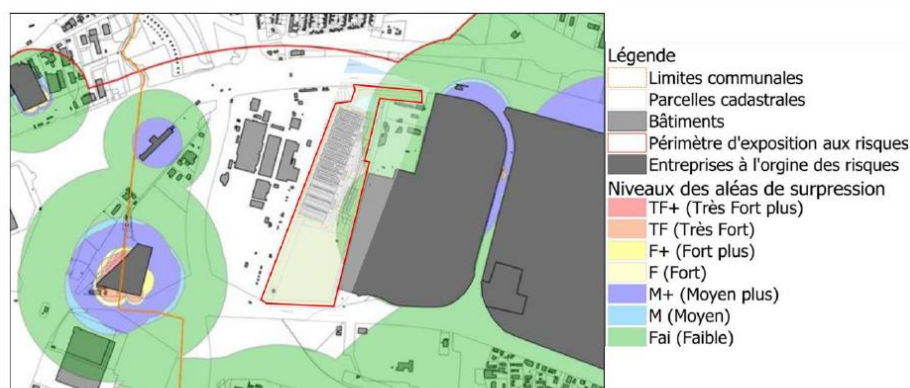 Légende
Limites communales
Parcelles cadastrales
Bâtiments
Périmètre d'exposition aux risques
Entreprises à l'orgine des risques
Niveaux des aléas de surpression
TF+ (Très Fort plus)
TF (Très Fort)
F+ (Fort plus)
F (Fort)
M+ (Moyen plus)
M (Moyen)
Fai (Faible)